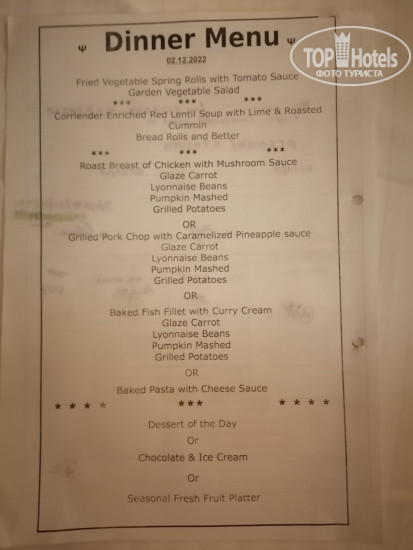 TOP Hotels
ФОТО ТУРИСТА
Ψ Dinner Menu Ψ
02.12.2022
Fried Vegetable Spring Rolls with Tomato Sauce
Garden Vegetable Salad
*** *** ***
Corriender Enriched Red Lentil Soup with Lime & Roasted
Cummin
Bread Rolls and Better
*** *** ***
Roast Breast of Chicken with Mushroom Sauce
Glaze Carrot
Lyonnaise Beans
Pumpkin Mashed
Grilled Potatoes
OR
Grilled Pork Chop with Caramelized Pineapple sauce
Glaze Carrot
Lyonnaise Beans
Pumpkin Mashed
Grilled Potatoes
OR
Baked Fish Fillet with Curry Cream
Glaze Carrot
Lyonnaise Beans
Pumpkin Mashed
Grilled Potatoes
OR
Baked Pasta with Cheese Sauce
* * * * *** * * * *
Dessert of the Day
Or
Chocolate & Ice Cream
Or
Seasonal Fresh Fruit Platter